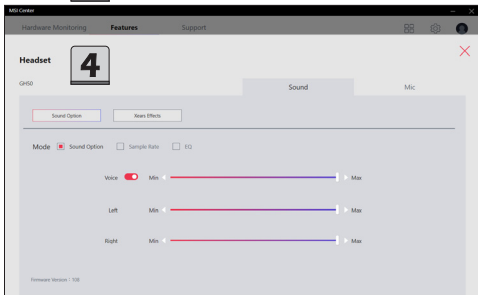 MSI Center
Hardware Monitoring Features Support
Headset
4
GH50
Sound Mic
Sound Option Xears Effects
Mode Sound Option Sample Rate EQ
Voice Min Max
Left Min Max
Right Min Max
Firmware Version : 108